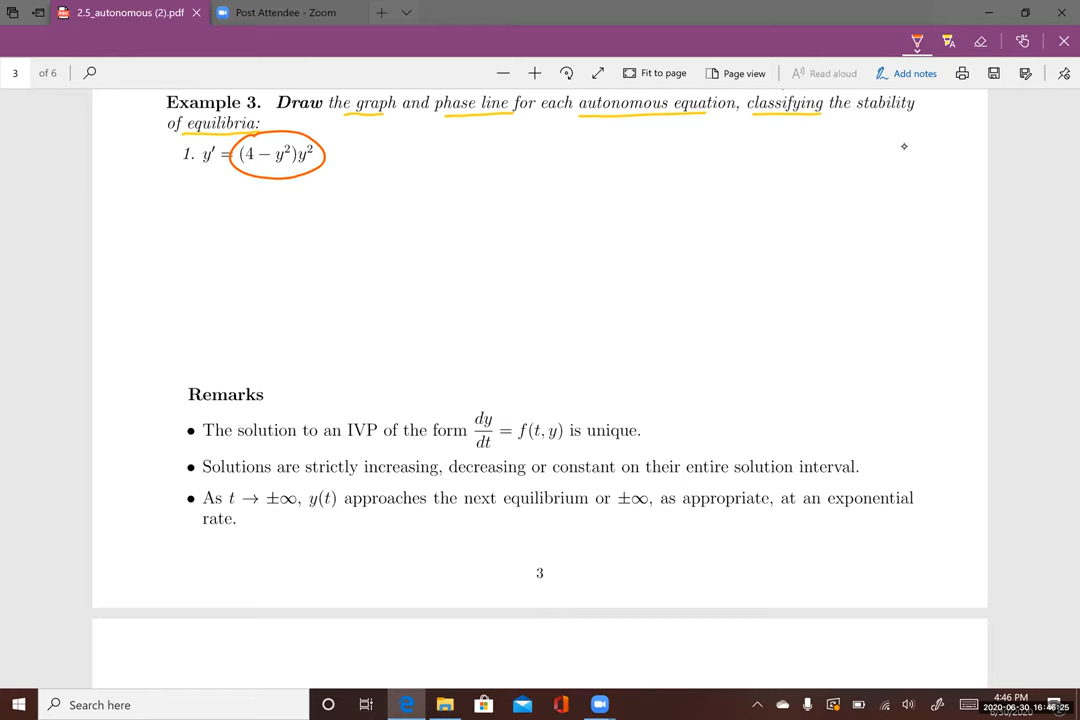 2.5_autonomous (2).pdf
Post Attendee - Zoom
3 of 6
Fit to page
Page view
Read aloud
Add notes
Example 3. Draw the graph and phase line for each autonomous equation, classifying the stability
of equilibria:
1. y′ = (4 − y²)y²
Remarks
• The solution to an IVP of the form dy/dt = f(t, y) is unique.
• Solutions are strictly increasing, decreasing or constant on their entire solution interval.
• As t → ±∞, y(t) approaches the next equilibrium or ±∞, as appropriate, at an exponential
rate.
3
Search here
4:46 PM
2020-06-30 16:46:25